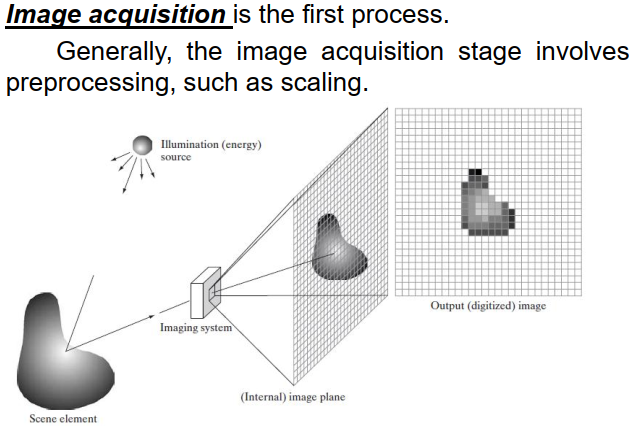 Image acquisition is the first process.
Generally, the image acquisition stage involves
preprocessing, such as scaling.
Illumination (energy)
source
Output (digitized) image
Imaging system
(Internal) image plane
Scene element